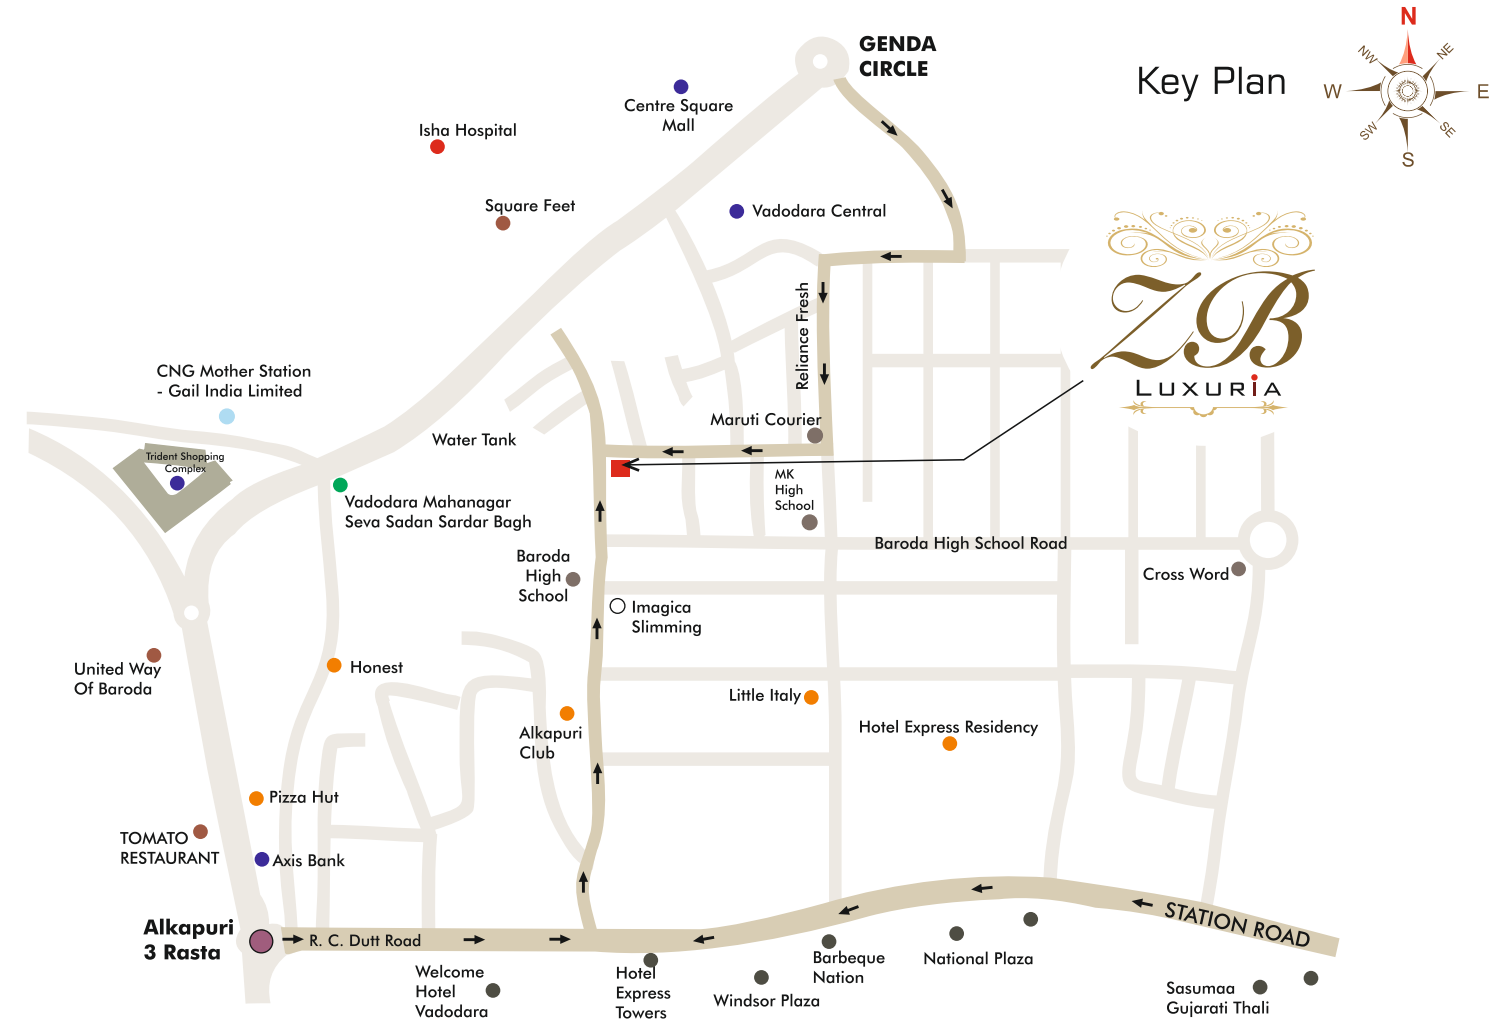 GENDA
CIRCLE
Key Plan
N
NW
NE
W
E
SW
SE
S
Centre Square
Mall
Isha Hospital
Square Feet
Vadodara Central
ZB
LUXURiA
Reliance Fresh
CNG Mother Station
- Gail India Limited
Maruti Courier
Water Tank
Trident Shopping
Complex
MK
High
School
Vadodara Mahanagar
Seva Sadan Sardar Bagh
Baroda High School Road
Baroda
High
School
Cross Word
Imagica
Slimming
United Way
Of Baroda
Honest
Little Italy
Alkapuri
Club
Hotel Express Residency
Pizza Hut
TOMATO
RESTAURANT
Axis Bank
Alkapuri
3 Rasta
R. C. Dutt Road
STATION ROAD
Welcome
Hotel
Vadodara
Hotel
Express
Towers
Windsor Plaza
Barbeque
Nation
National Plaza
Sasumaa
Gujarati Thali